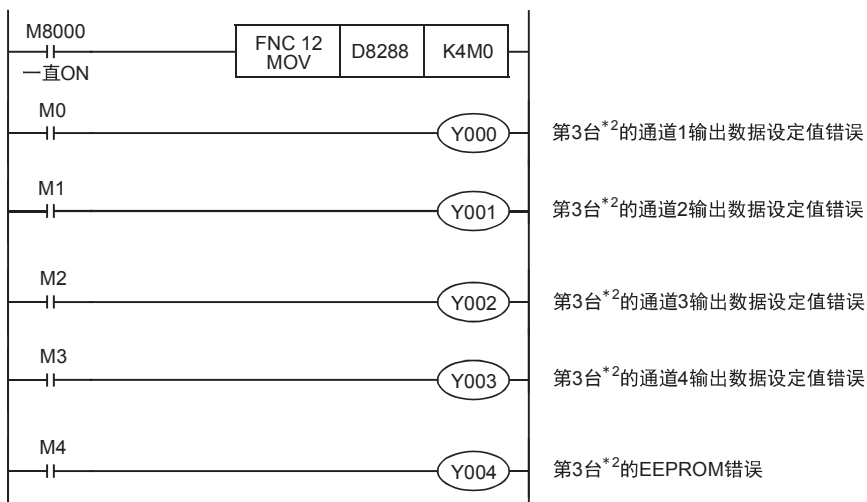 M8000
一直ON
FNC 12
MOV
D8288
K4M0
M0
Y000
第3台*2的通道1输出数据设定值错误
M1
Y001
第3台*2的通道2输出数据设定值错误
M2
Y002
第3台*2的通道3输出数据设定值错误
M3
Y003
第3台*2的通道4输出数据设定值错误
M4
Y004
第3台*2的EEPROM错误